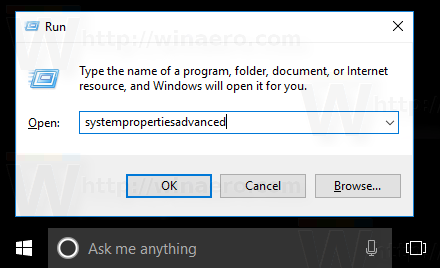 Run
http://winaero.com
Type the name of a program, folder, document, or Internet
resource, and Windows will open it for you.
Open: systempropertiesadvanced
OK Cancel Browse...
Ask me anything